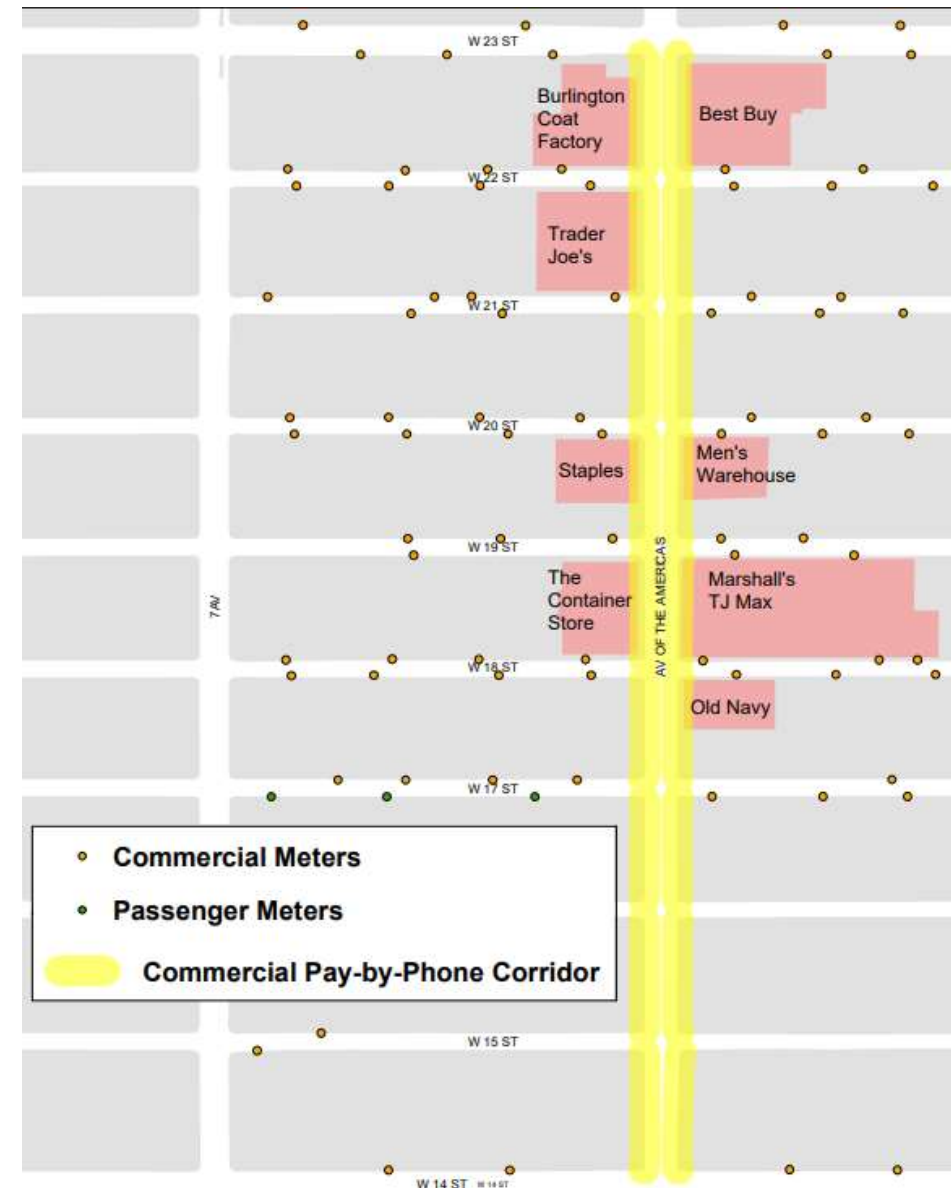 W 23 ST
Burlington
Coat
Factory
Best Buy
W 22 ST
Trader
Joe's
W 21 ST
W 20 ST
Staples
Men's
Warehouse
W 19 ST
The
Container
Store
Marshall's
TJ Max
7 AV
AV OF THE AMERICAS
W 18 ST
Old Navy
W 17 ST
Commercial Meters
Passenger Meters
Commercial Pay-by-Phone Corridor
W 15 ST
W 14 ST
W 14 ST